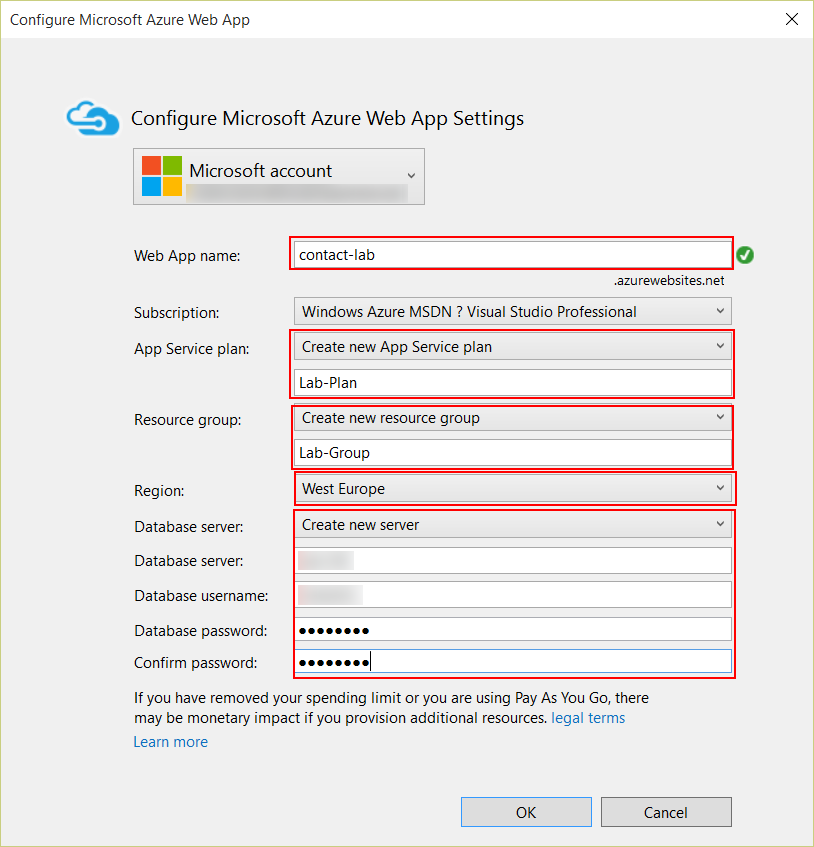 Configure Microsoft Azure Web App
Configure Microsoft Azure Web App Settings
Microsoft account
Web App name:
contact-lab
.azurewebsites.net
Subscription:
Windows Azure MSDN ? Visual Studio Professional
App Service plan:
Create new App Service plan
Lab-Plan
Resource group:
Create new resource group
Lab-Group
Region:
West Europe
Database server:
Create new server
Database server:
Database username:
Database password:
●●●●●●●●
Confirm password:
●●●●●●●●
If you have removed your spending limit or you are using Pay As You Go, there
may be monetary impact if you provision additional resources. legal terms
Learn more
OK
Cancel